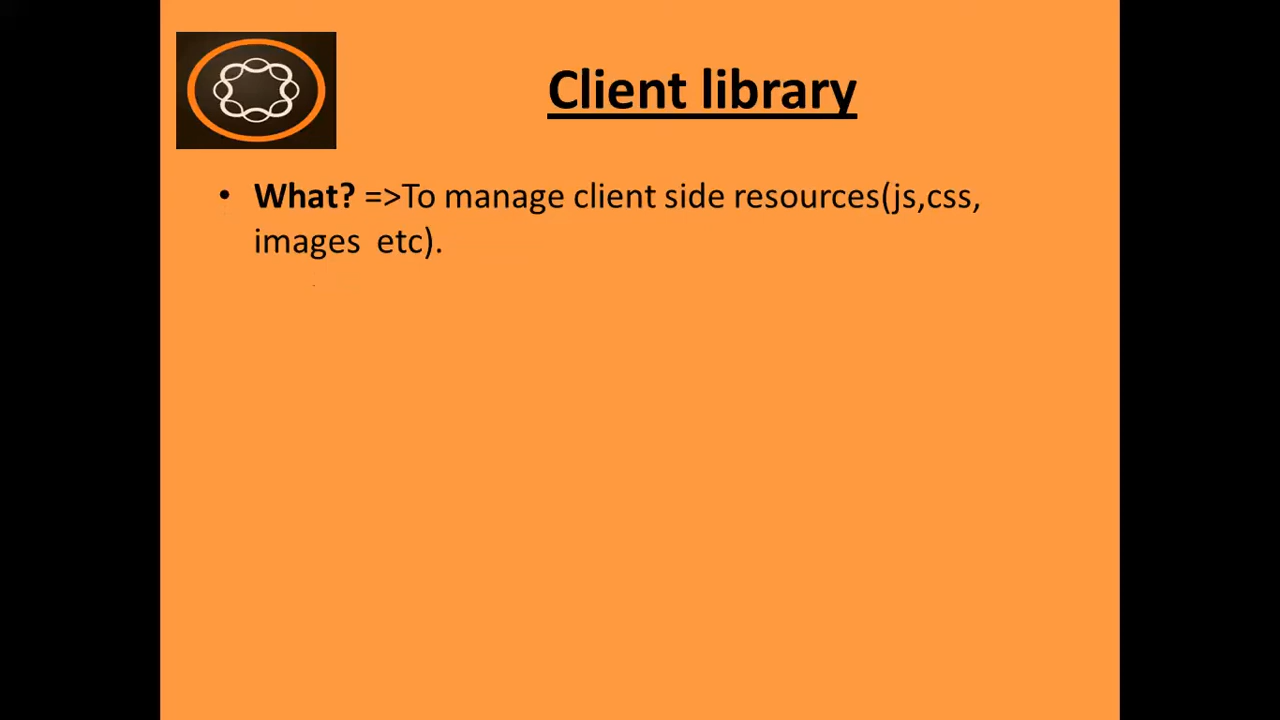 Client library
• What? =>To manage client side resources(js,css,
images  etc).